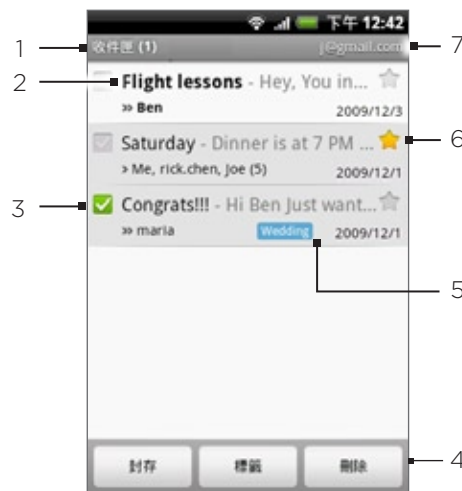 下午 12:42
收件匣 (1)
j@gmail.com
Flight lessons - Hey, You in...
» Ben
2009/12/3
Saturday - Dinner is at 7 PM ...
› Me, rick.chen, Joe (5)
2009/12/1
Congrats!!! - Hi Ben Just want...
» maria
Wedding
2009/12/1
封存
標籤
刪除
1
2
3
7
6
5
4